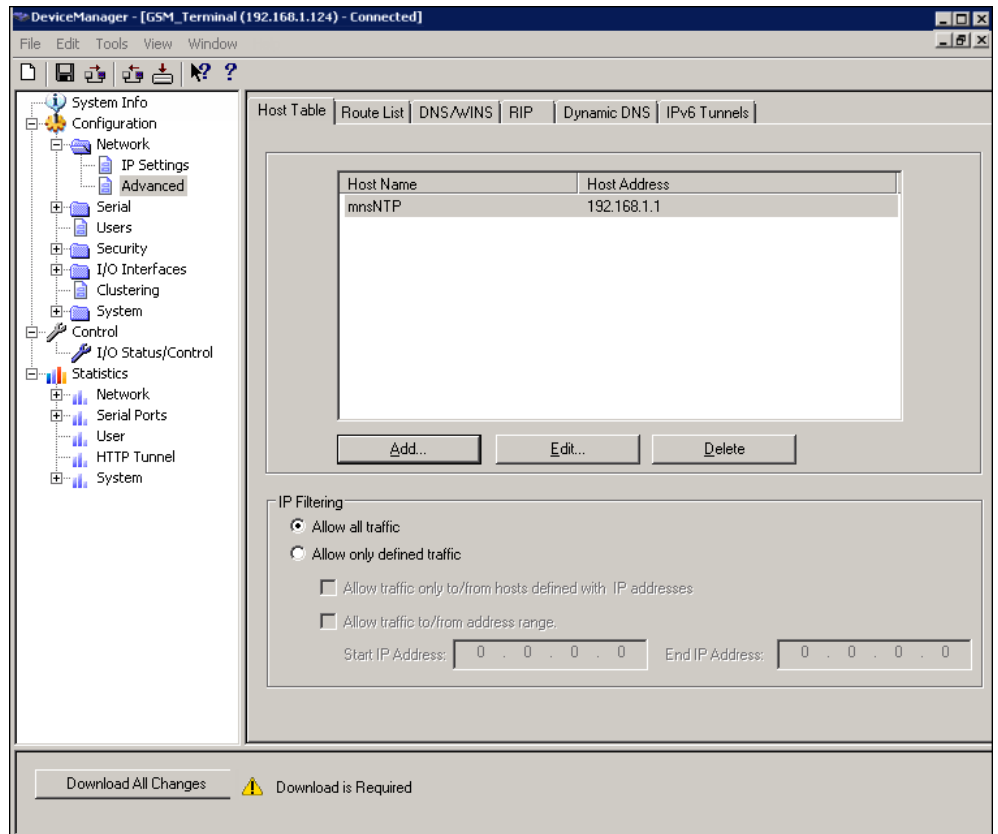 DeviceManager - [GSM_Terminal (192.168.1.124) - Connected]
File Edit Tools View Window
System Info
Configuration
Network
IP Settings
Advanced
Serial
Users
Security
I/O Interfaces
Clustering
System
Control
I/O Status/Control
Statistics
Network
Serial Ports
User
HTTP Tunnel
System
Host Table Route List DNS/WINS RIP Dynamic DNS IPv6 Tunnels
Host Name Host Address
mnsNTP 192.168.1.1
Add... Edit... Delete
IP Filtering
Allow all traffic
Allow only defined traffic
Allow traffic only to/from hosts defined with IP addresses
Allow traffic to/from address range.
Start IP Address: 0 . 0 . 0 . 0 End IP Address: 0 . 0 . 0 . 0
Download All Changes Download is Required